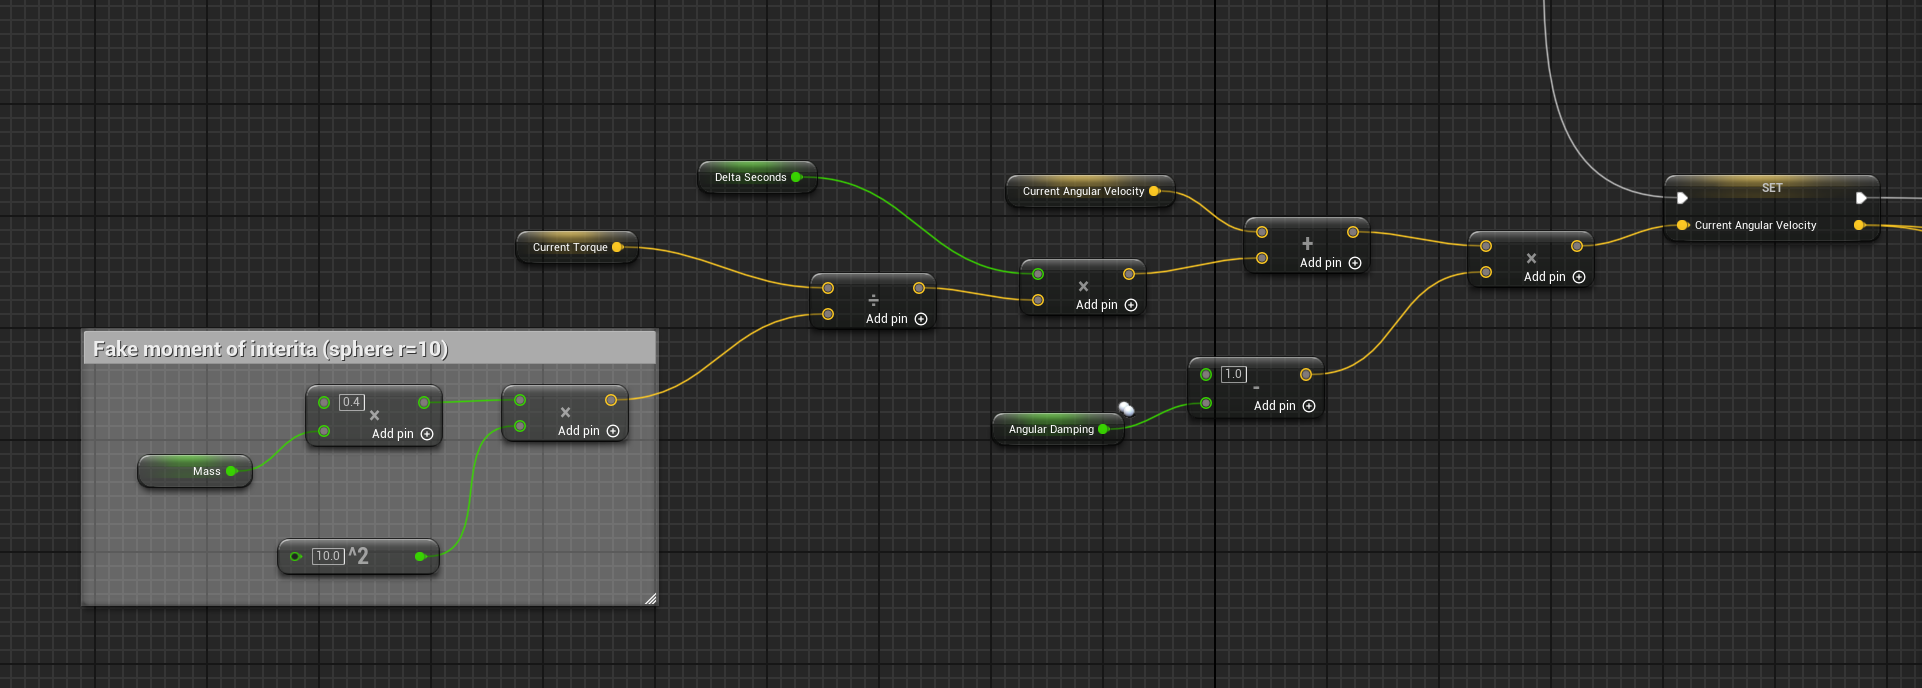 Delta Seconds
Current Angular Velocity
SET
Current Angular Velocity
Current Torque
+
Add pin
×
Add pin
×
Add pin
÷
Add pin
Fake moment of interita (sphere r=10)
0.4
×
Add pin
×
Add pin
Mass
10.0 ^2
1.0
-
Add pin
Angular Damping